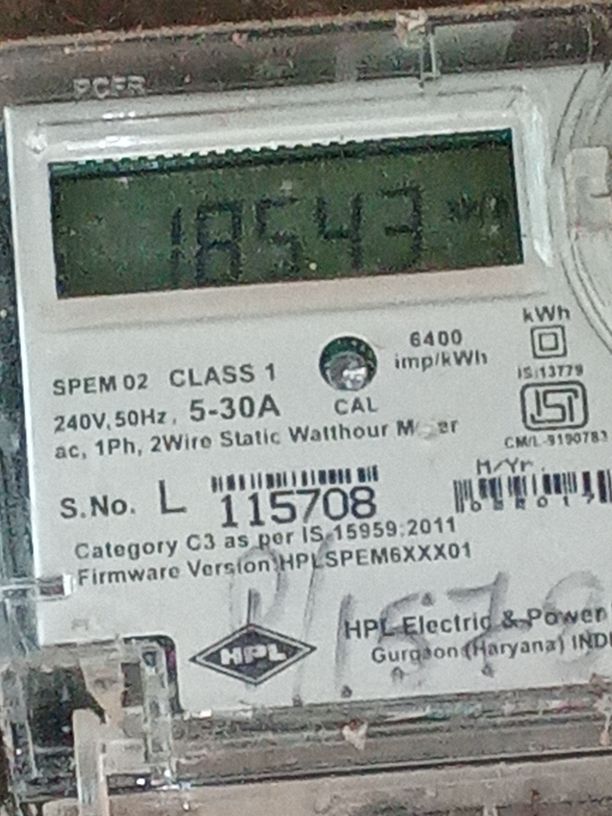 18543 kWh
kWh
6400
imp/kWh
SPEM 02 CLASS 1
IS:13779
240V, 50Hz, 5-30A
CAL
ISI
ac, 1Ph, 2Wire Static Watthour
CM/L-9190783
M/Yr.
S.No. L 115708
Category C3 as per IS 15959:2011
Firmware Version:HPLSPEM6XXX01
HPL
HPL Electric & Power
Gurgaon (Haryana)